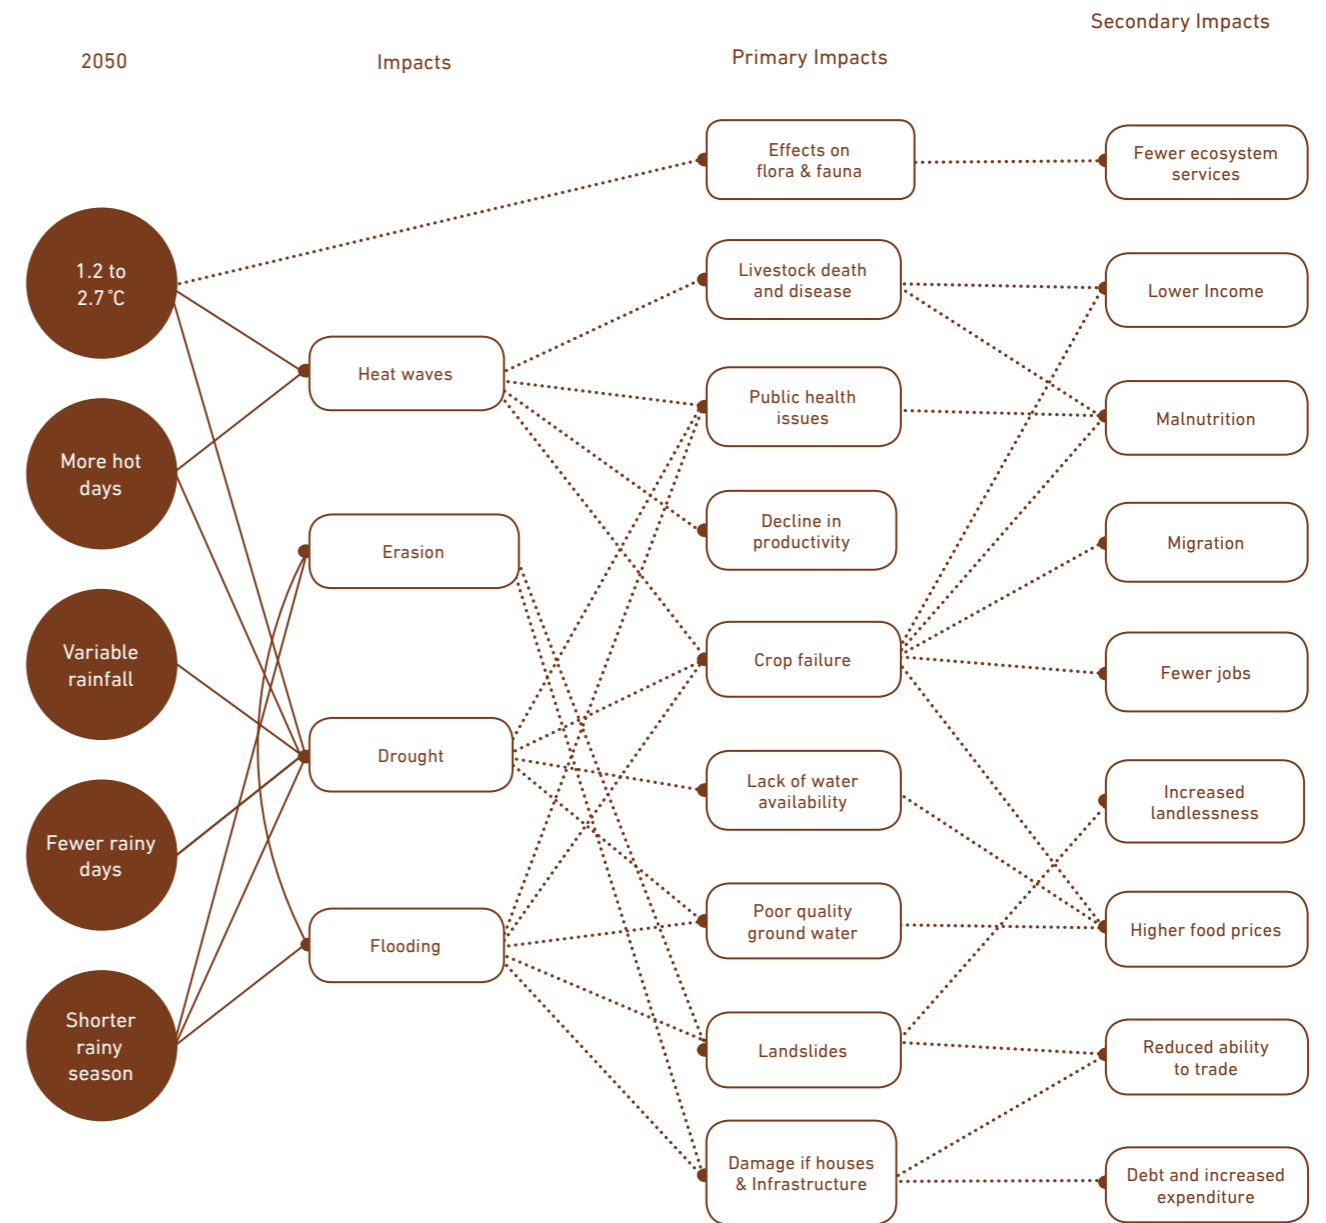 2050
Impacts
Primary Impacts
Secondary Impacts
1.2 to
2.7 °C
More hot
days
Variable
rainfall
Fewer rainy
days
Shorter
rainy
season
Heat waves
Erasion
Drought
Flooding
Effects on
flora & fauna
Livestock death
and disease
Public health
issues
Decline in
productivity
Crop failure
Lack of water
availability
Poor quality
ground water
Landslides
Damage if houses
& Infrastructure
Fewer ecosystem
services
Lower Income
Malnutrition
Migration
Fewer jobs
Increased
landlessness
Higher food prices
Reduced ability
to trade
Debt and increased
expenditure